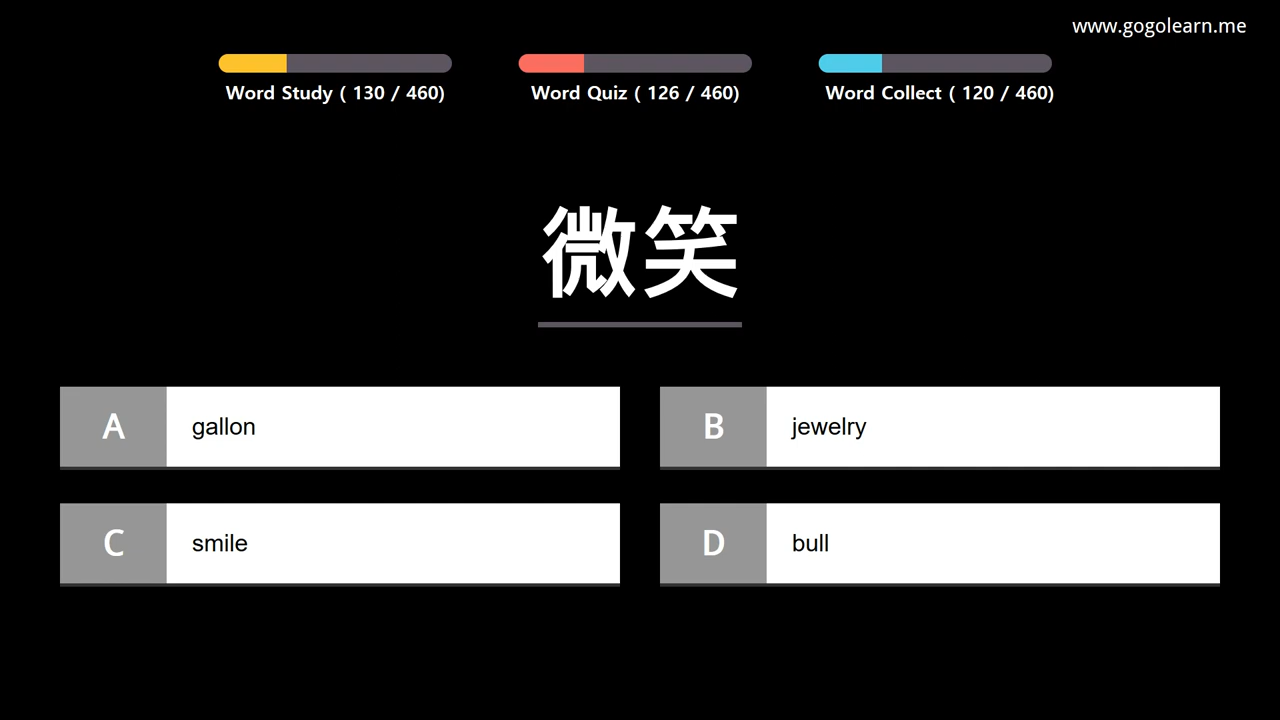 www.gogolearn.me
Word Study ( 130 / 460)
Word Quiz ( 126 / 460)
Word Collect ( 120 / 460)
微笑
A gallon
B jewelry
C smile
D bull